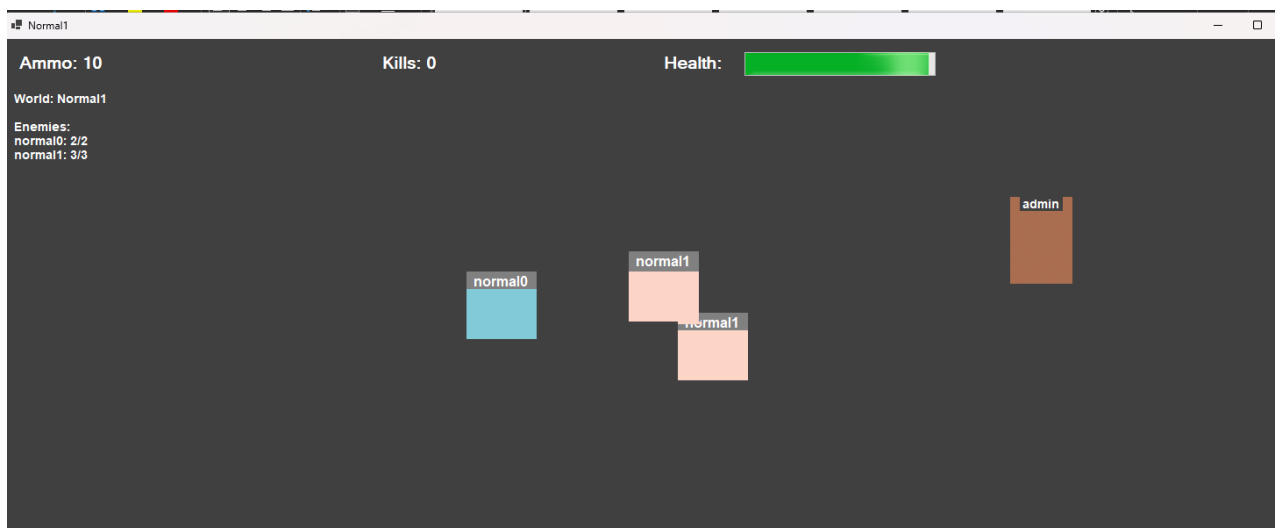 Normal1
Ammo: 10 Kills: 0 Health:
World: Normal1
Enemies:
normal0: 2/2
normal1: 3/3
admin
normal1
normal0
normal1